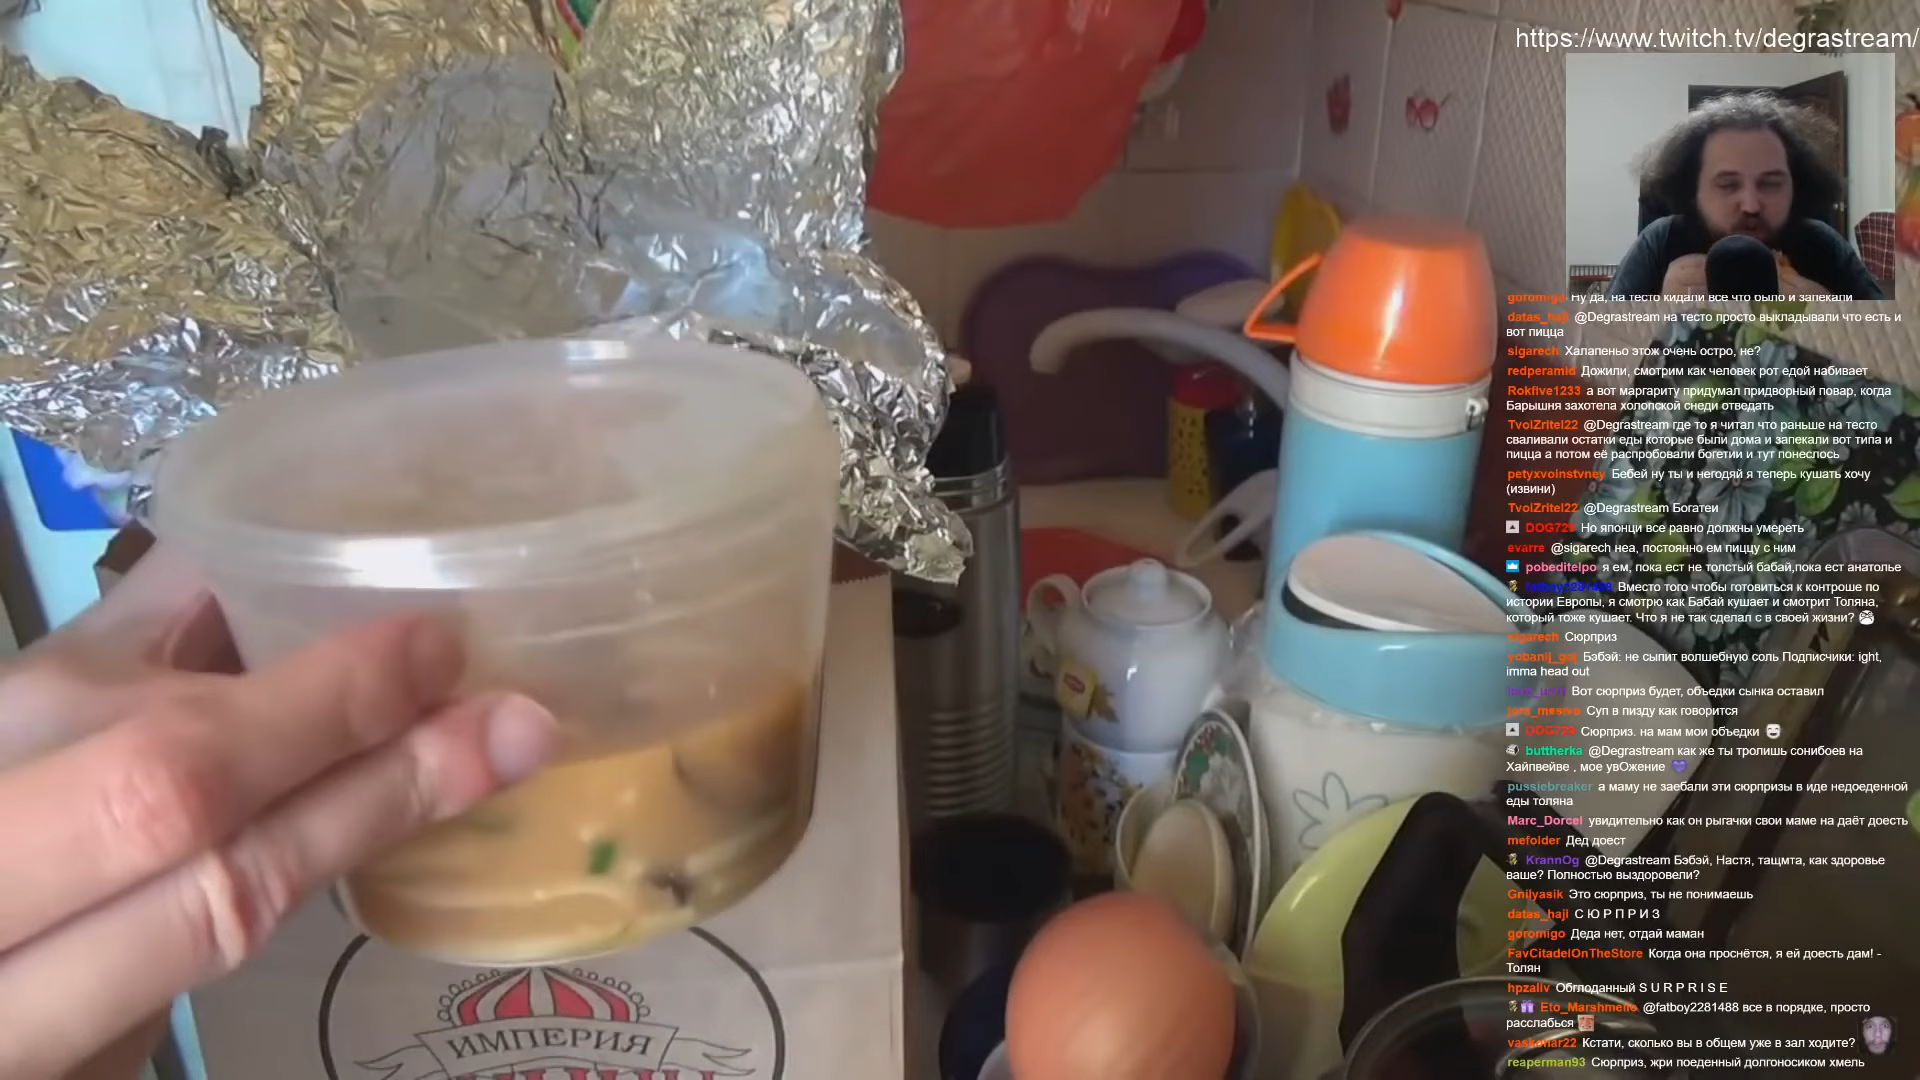 https://www.twitch.tv/degrastream/
goromigo Ну да, на тесто кидали все что было и запекали
datas_haji @Degrastream на тесто просто выкладывали что есть и
вот пицца
sigarech Халапеньо этож очень остро, не?
redperamid Дожили, смотрим как человек рот едой набивает
Rokfive1233 а вот маргариту придумал придворный повар, когда
Барышня захотела холопской снеди отведать
TvoiZritel22 @Degrastream где то я читал что раньше на тесто
сваливали остатки еды которые были дома и запекали вот типа и
пицца а потом её распробовали богетии и тут понеслось
petyxvoinstvney Бебей ну ты и негодяй я теперь кушать хочу
(извини)
TvoiZritel22 @Degrastream Богатеи
DOG729 Но японци все равно должны умереть
evarre @sigarech неа, постоянно ем пиццу с ним
pobeditelpo я ем, пока ест не толстый бабай,пока ест анатолье
fatboy2281488 Вместо того чтобы готовиться к контроше по
истории Европы, я смотрю как Бабай кушает и смотрит Толяна,
который тоже кушает. Что я не так сделал с в своей жизни?
sigarech Сюрприз
Бэбэй: не сыпит волшебную соль Подписчики: ight,
imma head out
Вот сюрприз будет, объедки сынка оставил
Суп в пизду как говорится
DOG729 Сюрприз. на мам мои объедки
buttherka @Degrastream как же ты тролишь сонибоев на
Хайпвейве , мое увОжение
pussiebreaker а маму не заебали эти сюрпризы в иде недоеденной
еды толяна
Marc_Dorcel увидительно как он рыгачки свои маме на даёт доесть
mefolder Дед доест
KrannOg @Degrastream Бэбэй, Настя, тащмта, как здоровье
ваше? Полностью выздоровели?
Gnilyasik Это сюрприз, ты не понимаешь
datas_haji С Ю Р П Р И З
goromigo Деда нет, отдай маман
FavCitadelOnTheStore Когда она проснётся, я ей доесть дам! -
Толян
hpzaliv Обглоданный S U R P R I S E
Eto_Marshmello @fatboy2281488 все в порядке, просто
расслабься
Кстати, сколько вы в общем уже в зал ходите?
reaperman93 Сюрприз, жри поеденный долгоносиком хмель
ИМПЕРИЯ